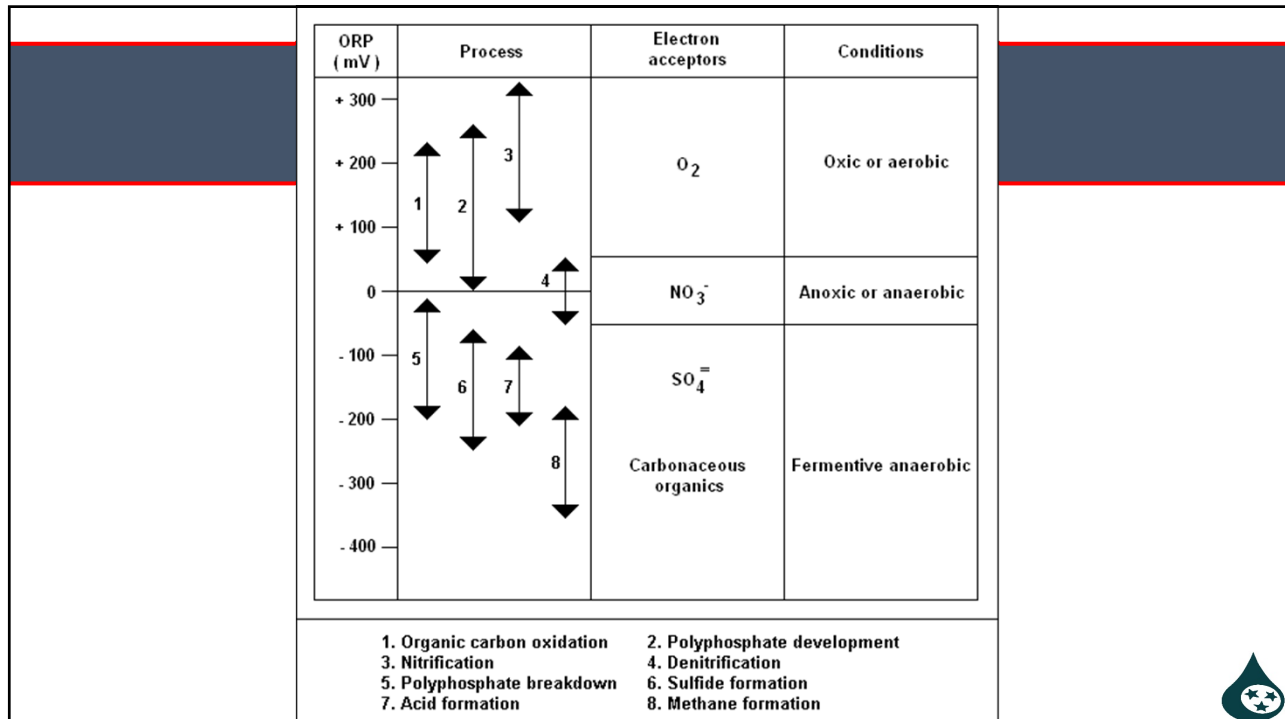 ORP
( mV )
Process
Electron
acceptors
Conditions
+ 300
+ 200
+ 100
0
- 100
- 200
- 300
- 400
1
2
3
4
5
6
7
8
O2
Oxic or aerobic
NO3-
Anoxic or anaerobic
SO4=
Carbonaceous
organics
Fermentive anaerobic
1. Organic carbon oxidation 2. Polyphosphate development
3. Nitrification 4. Denitrification
5. Polyphosphate breakdown 6. Sulfide formation
7. Acid formation 8. Methane formation